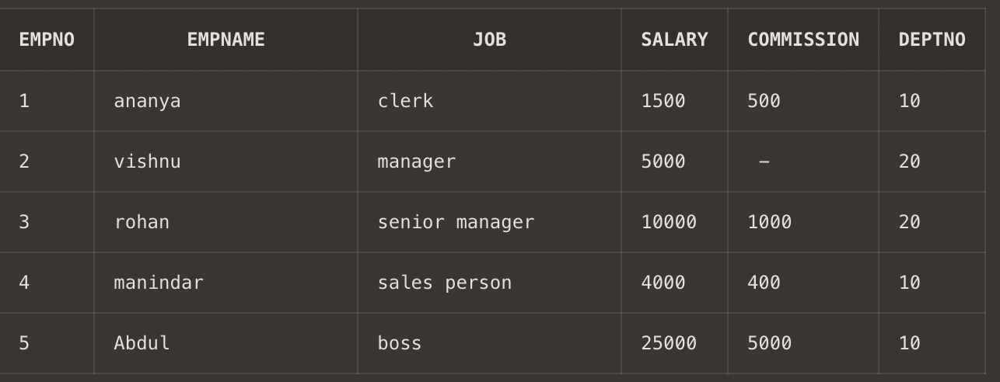 EMPNO EMPNAME JOB SALARY COMMISSION DEPTNO
1 ananya clerk 1500 500 10
2 vishnu manager 5000 – 20
3 rohan senior manager 10000 1000 20
4 manindar sales person 4000 400 10
5 Abdul boss 25000 5000 10